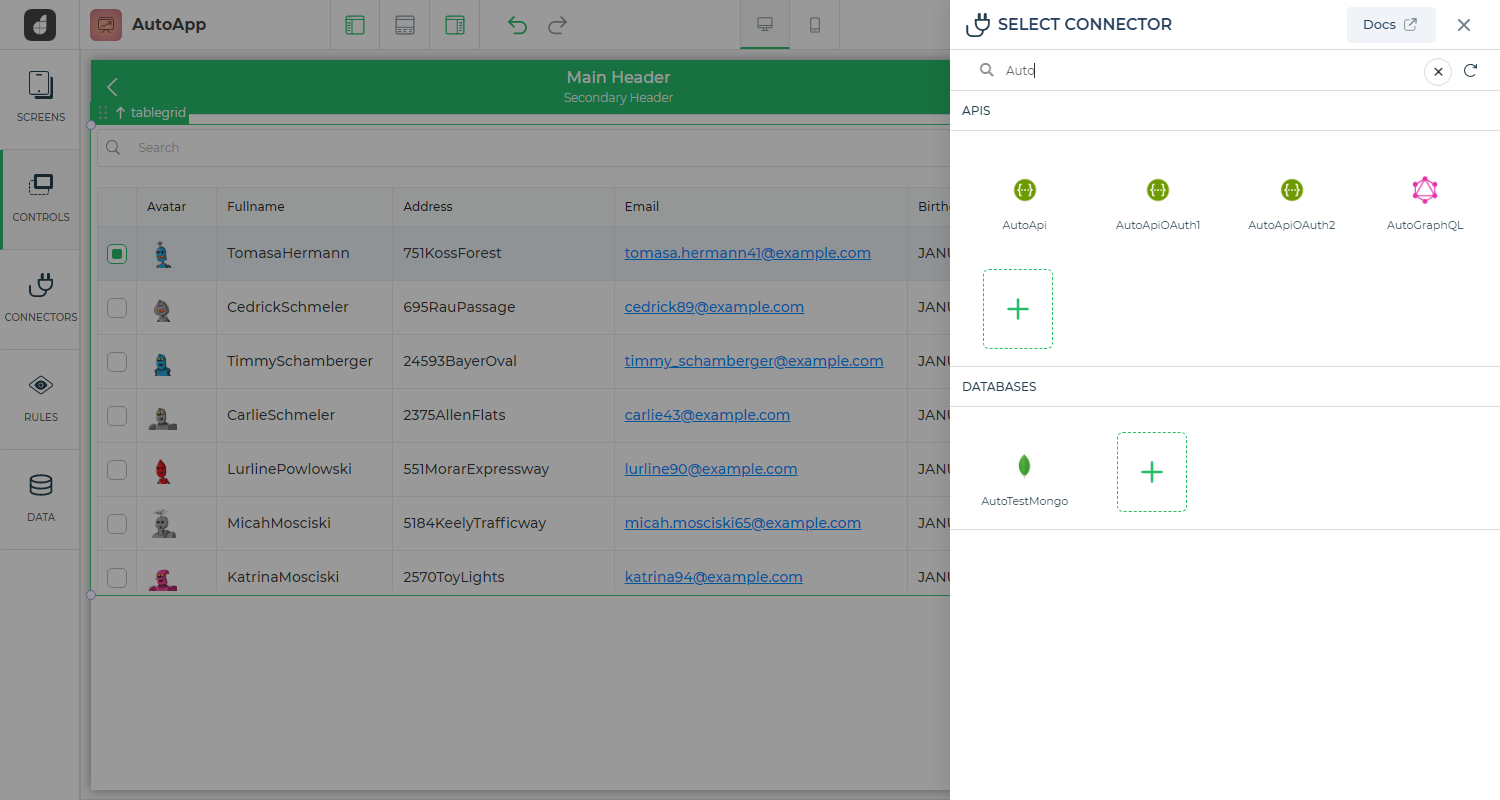 AutoApp
SELECT CONNECTOR
Docs
SCREENS
CONTROLS
CONNECTORS
RULES
DATA
Main Header
Secondary Header
tablegrid
Search
Avatar Fullname Address Email Birth
TomasaHermann 751KossForest tomasa.hermann41@example.com JANU
CedrickSchmeler 695RauPassage cedrick89@example.com JANU
TimmySchamberger 24593BayerOval timmy_schamberger@example.com JANU
CarlieSchmeler 2375AllenFlats carlie43@example.com JANU
LurlinePowlowski 551MorarExpressway lurline90@example.com JANU
MicahMosciski 5184KeelyTrafficway micah.mosciski65@example.com JANU
KatrinaMosciski 2570ToyLights katrina94@example.com JANU
Auto
APIS
AutoApi AutoApiOAuth1 AutoApiOAuth2 AutoGraphQL
DATABASES
AutoTestMongo